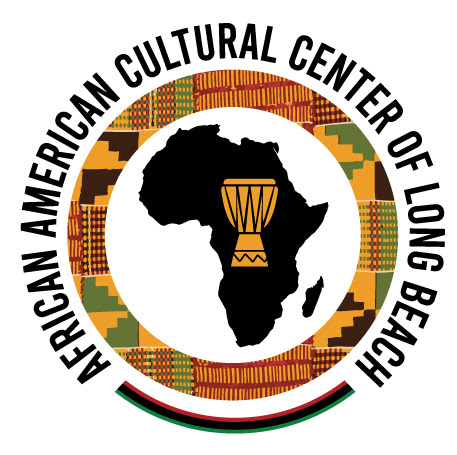 AFRICAN AMERICAN CULTURAL CENTER OF LONG BEACH